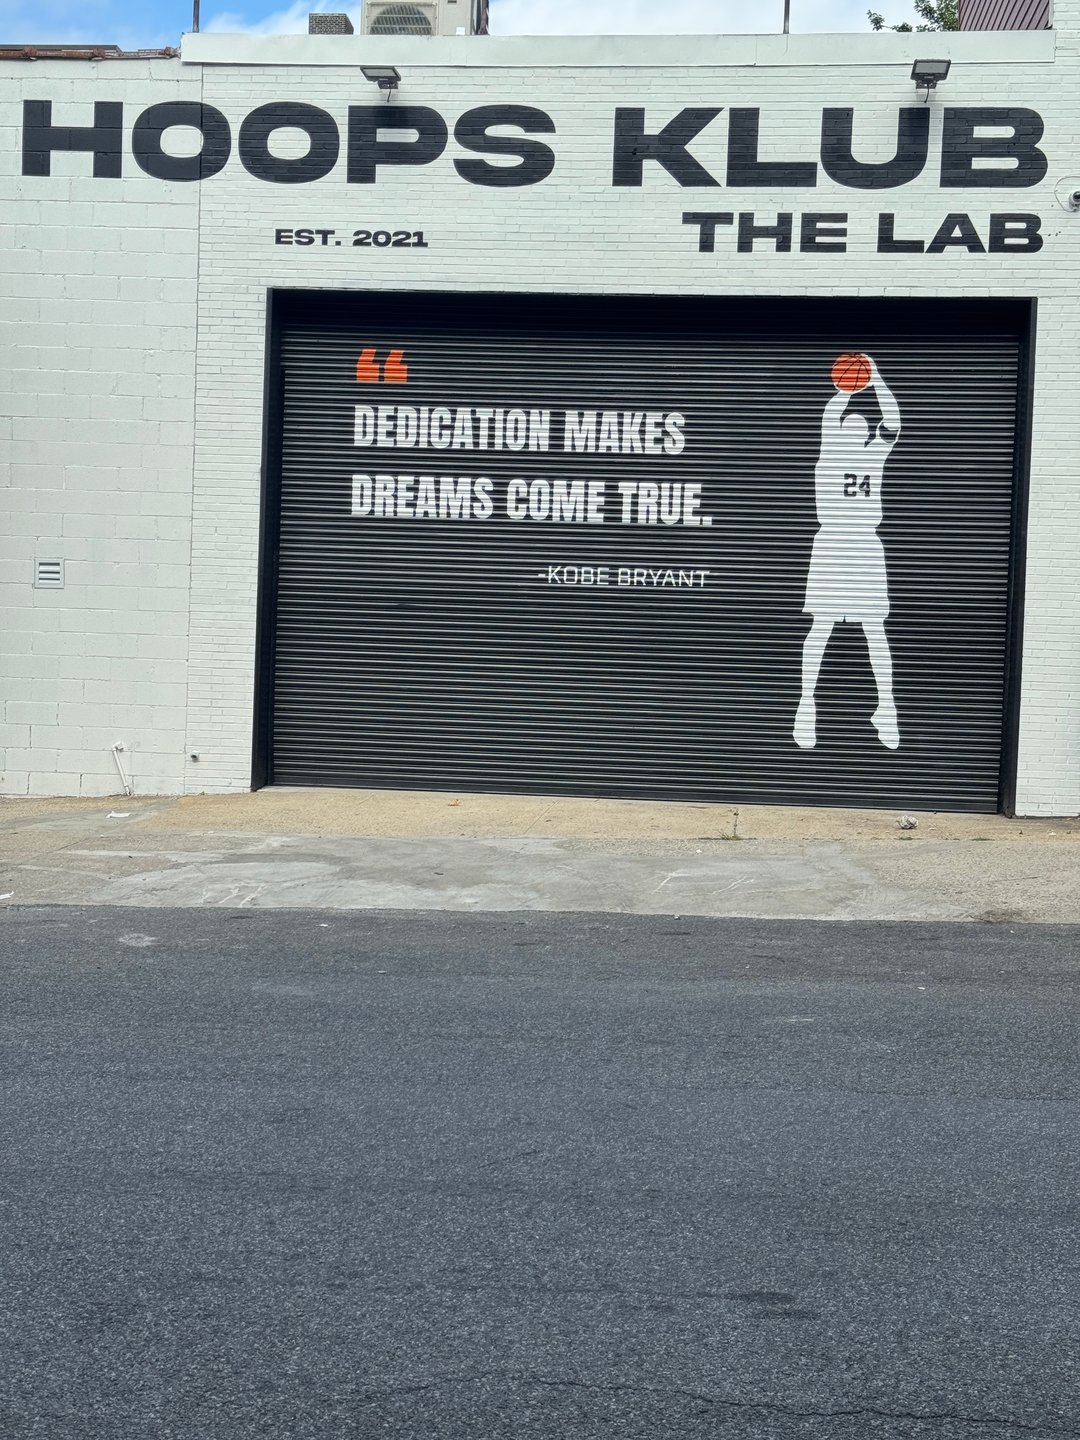 HOOPS KLUB
EST. 2021
THE LAB
“
DEDICATION MAKES
DREAMS COME TRUE.
-KOBE BRYANT
24